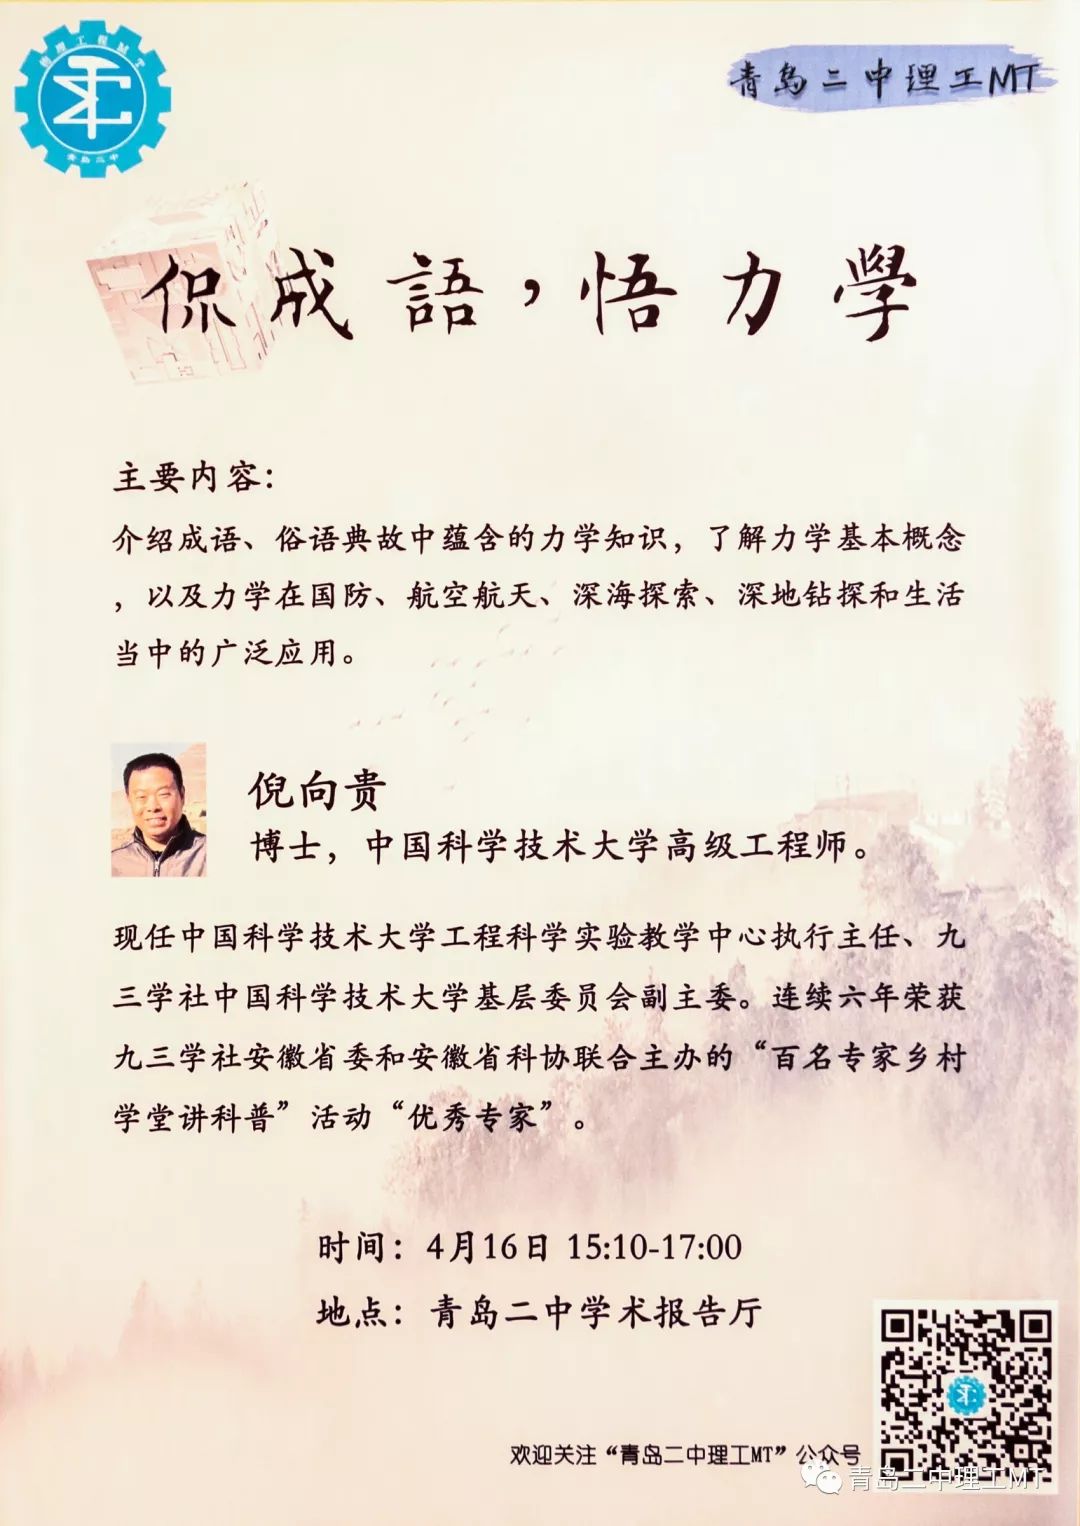 物理工程MT
青岛二中
青岛二中理工MT
侃成語，悟力學
主要内容：
介绍成语、俗语典故中蕴含的力学知识，了解力学基本概念
，以及力学在国防、航空航天、深海探索、深地钻探和生活
当中的广泛应用。
倪向贵
博士，中国科学技术大学高级工程师。
现任中国科学技术大学工程科学实验教学中心执行主任、九
三学社中国科学技术大学基层委员会副主委。连续六年荣获
九三学社安徽省委和安徽省科协联合主办的“百名专家乡村
学堂讲科普”活动“优秀专家”。
时间：4月16日 15:10-17:00
地点：青岛二中学术报告厅
欢迎关注“青岛二中理工MT”公众号
青岛二中理工MT